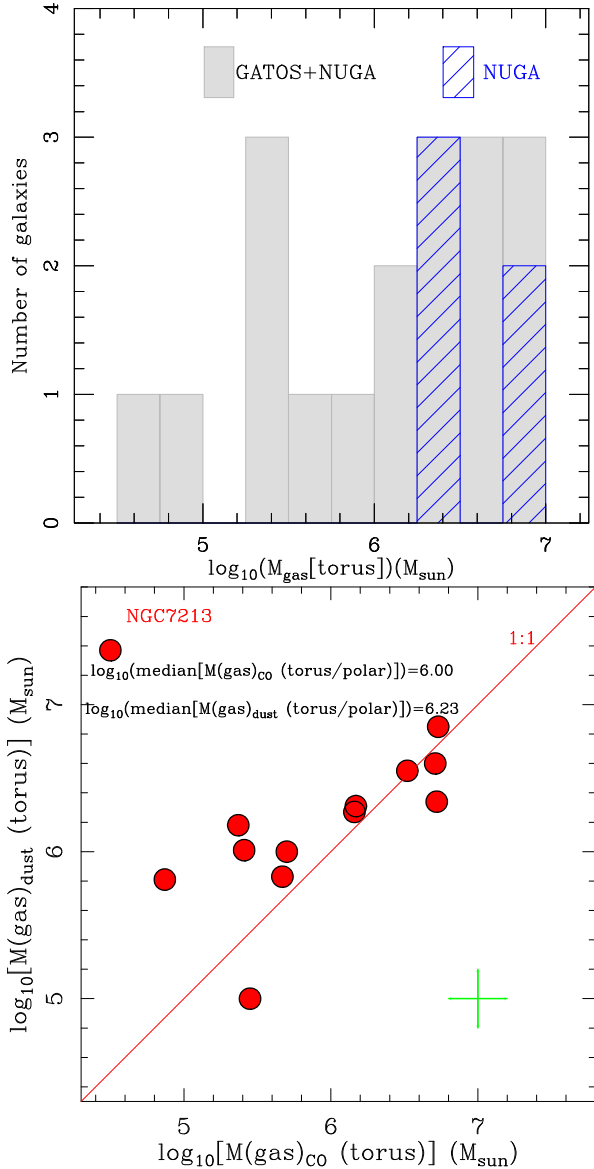 4
GATOS+NUGA NUGA
3
Number of galaxies
2
1
0
5 6 7
log10(Mgas[torus])(Msun)
NGC7213
1:1
log10(median[M(gas)CO (torus/polar)])=6.00
log10(median[M(gas)dust (torus/polar)])=6.23
7
log10[M(gas)dust (torus)] (Msun)
6
5
5 6 7
log10[M(gas)CO (torus)] (Msun)